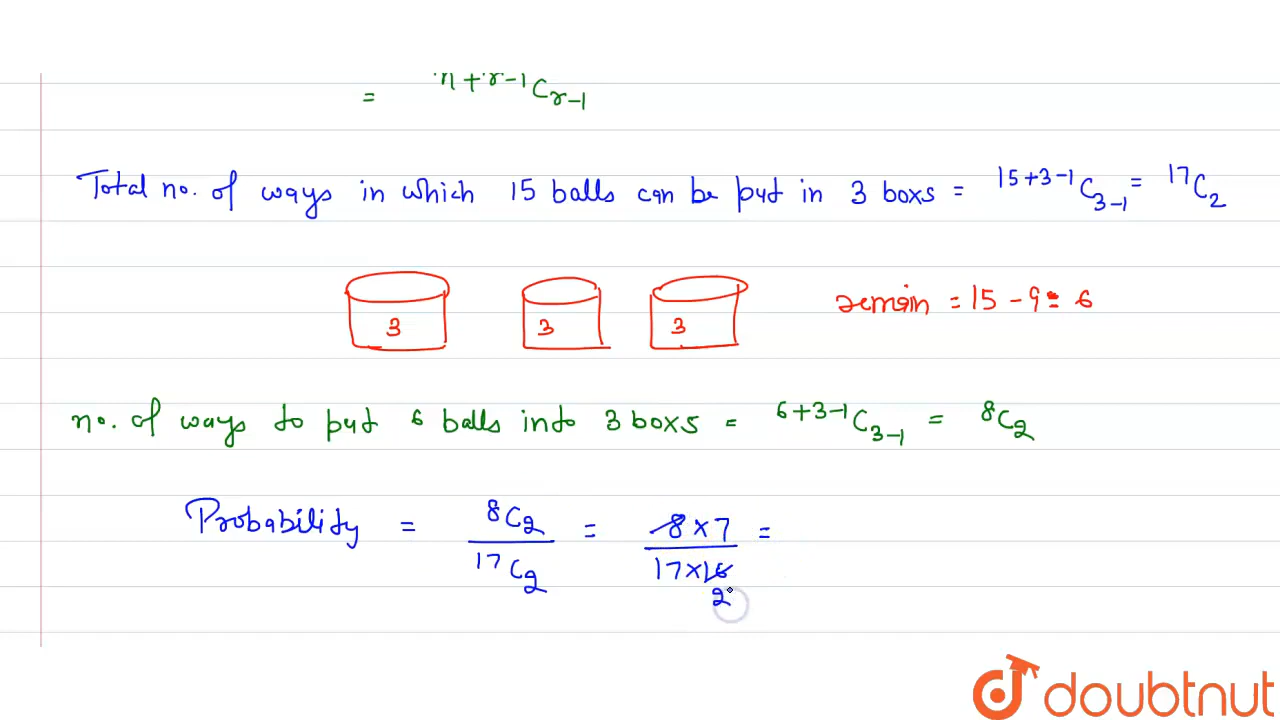 = n+r-1Cr-1
Total no. of ways in which 15 balls can be put in 3 boxs = 15+3-1C3-1 = 17C2
3 3 3 remain = 15 - 9 = 6
no. of ways to put 6 balls into 3 boxs = 6+3-1C3-1 = 8C2
Probability = 8C2 / 17C2 = 8×7 / 17×16 =
2
doubtnut